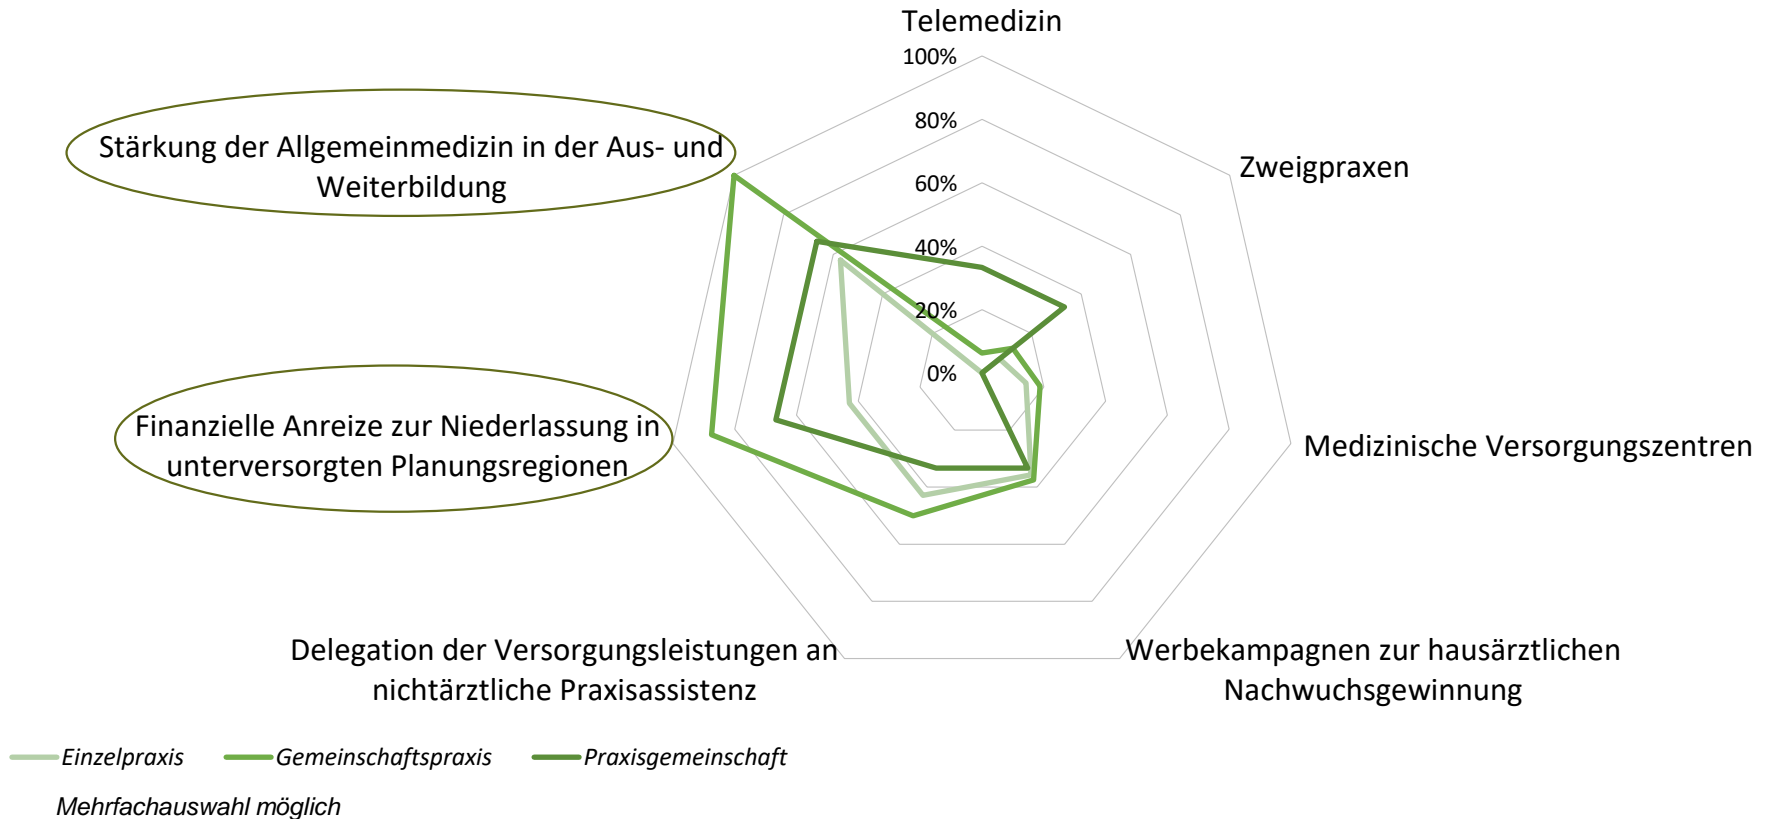 Telemedizin
100%
80%
60%
40%
20%
0%
Zweigpraxen
Medizinische Versorgungszentren
Werbekampagnen zur hausärztlichen
Nachwuchsgewinnung
Delegation der Versorgungsleistungen an
nichtärztliche Praxisassistenz
Finanzielle Anreize zur Niederlassung in
unterversorgten Planungsregionen
Stärkung der Allgemeinmedizin in der Aus- und
Weiterbildung
Einzelpraxis
Gemeinschaftspraxis
Praxisgemeinschaft
Mehrfachauswahl möglich